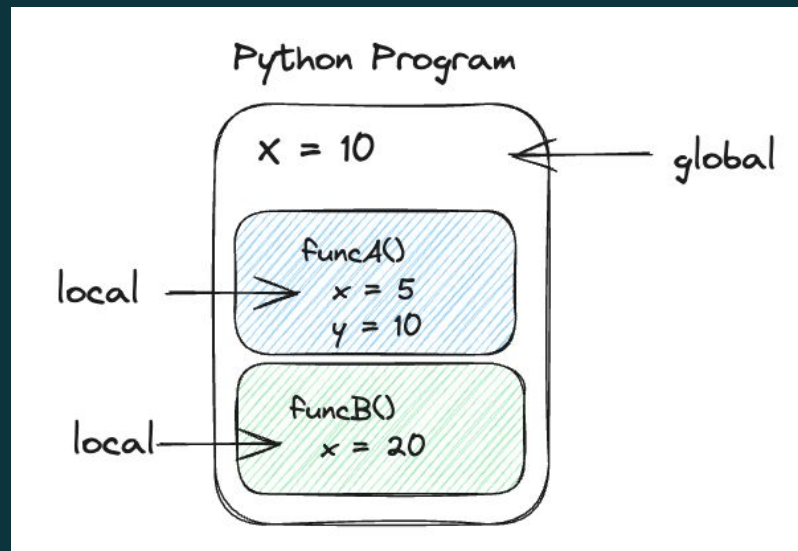 Python Program
x = 10
global
funcA()
local
x = 5
y = 10
funcB()
local
x = 20